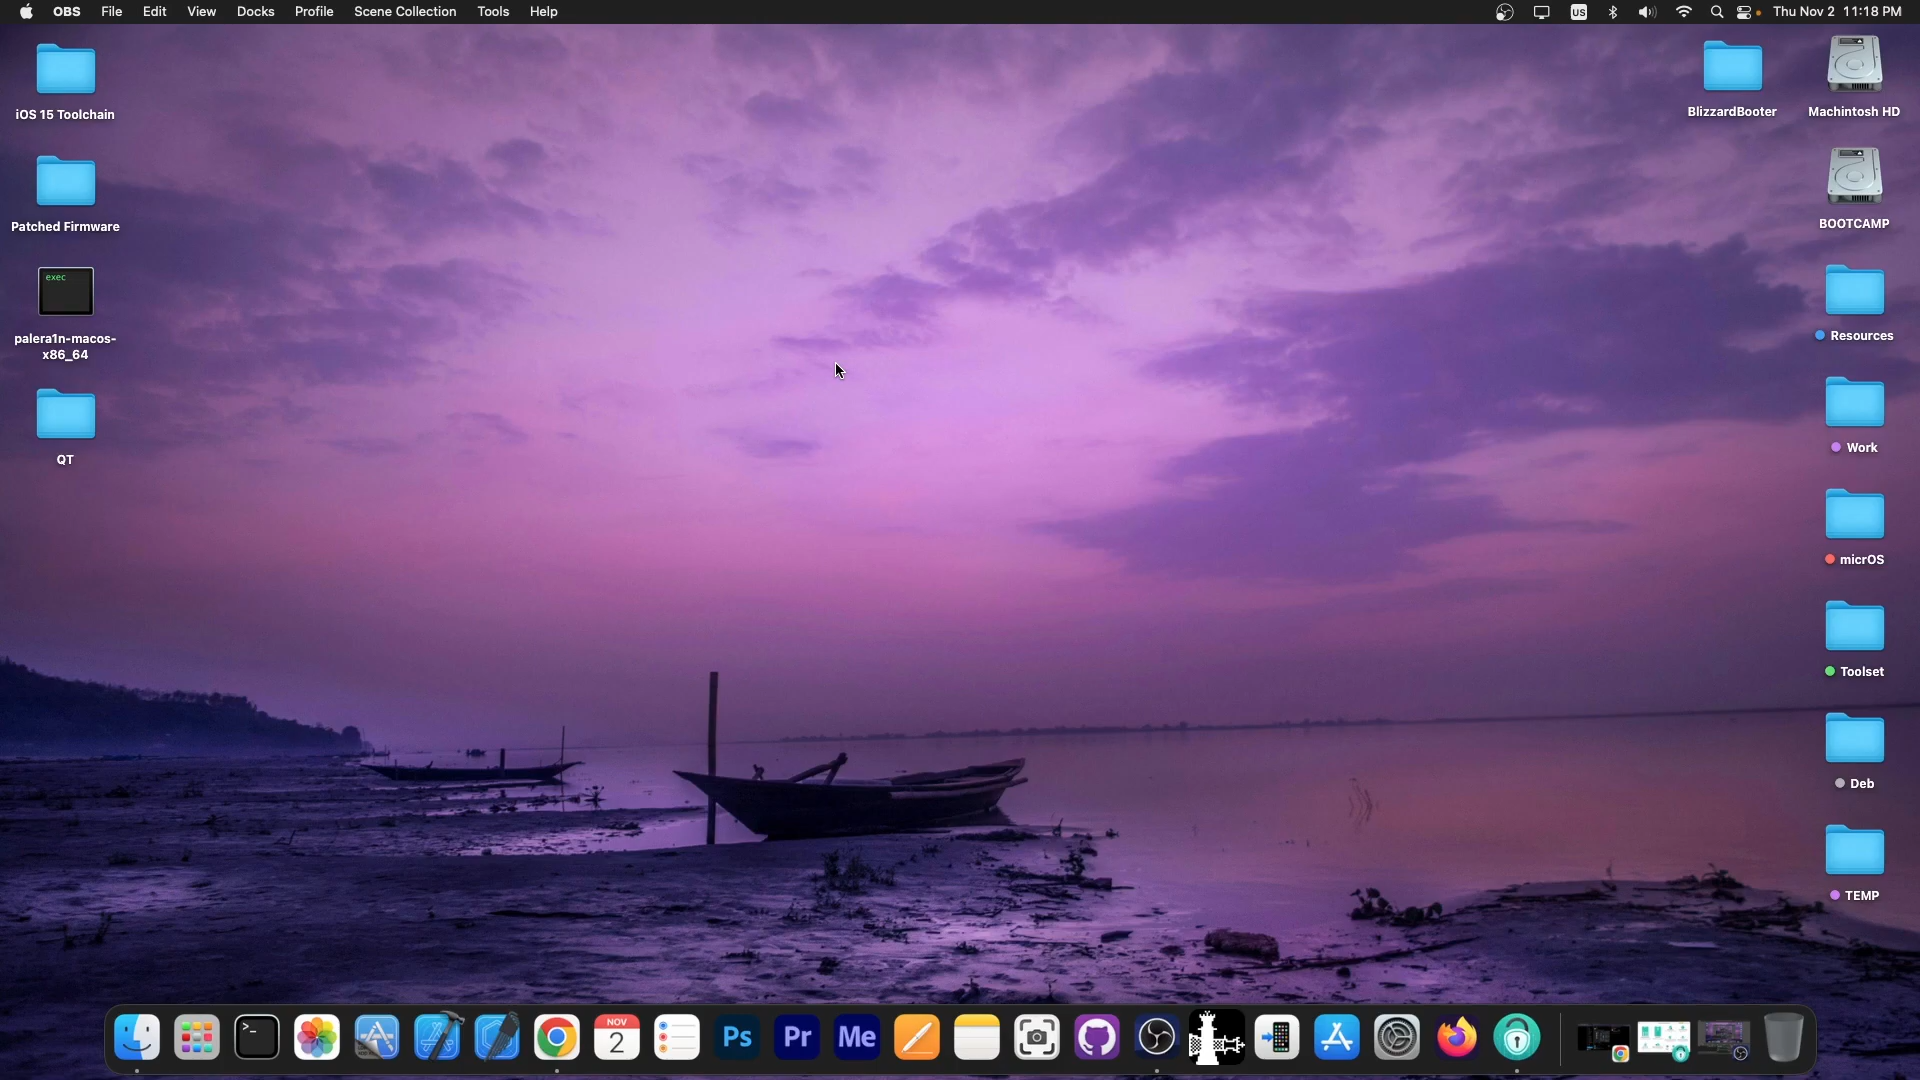 OBS File Edit View Docks Profile Scene Collection Tools Help
US
Thu Nov 2 11:18 PM
iOS 15 Toolchain
BlizzardBooter
Machintosh HD
Patched Firmware
BOOTCAMP
exec
palera1n-macos-
x86_64
Resources
QT
Work
micrOS
Toolset
Deb
TEMP
>_
NOV
2
Ps
Pr
Me